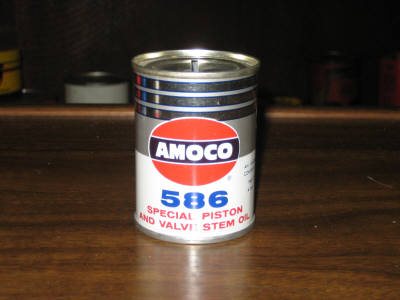 AMOCO
®
586
SPECIAL PISTON
AND VALVE STEM OIL